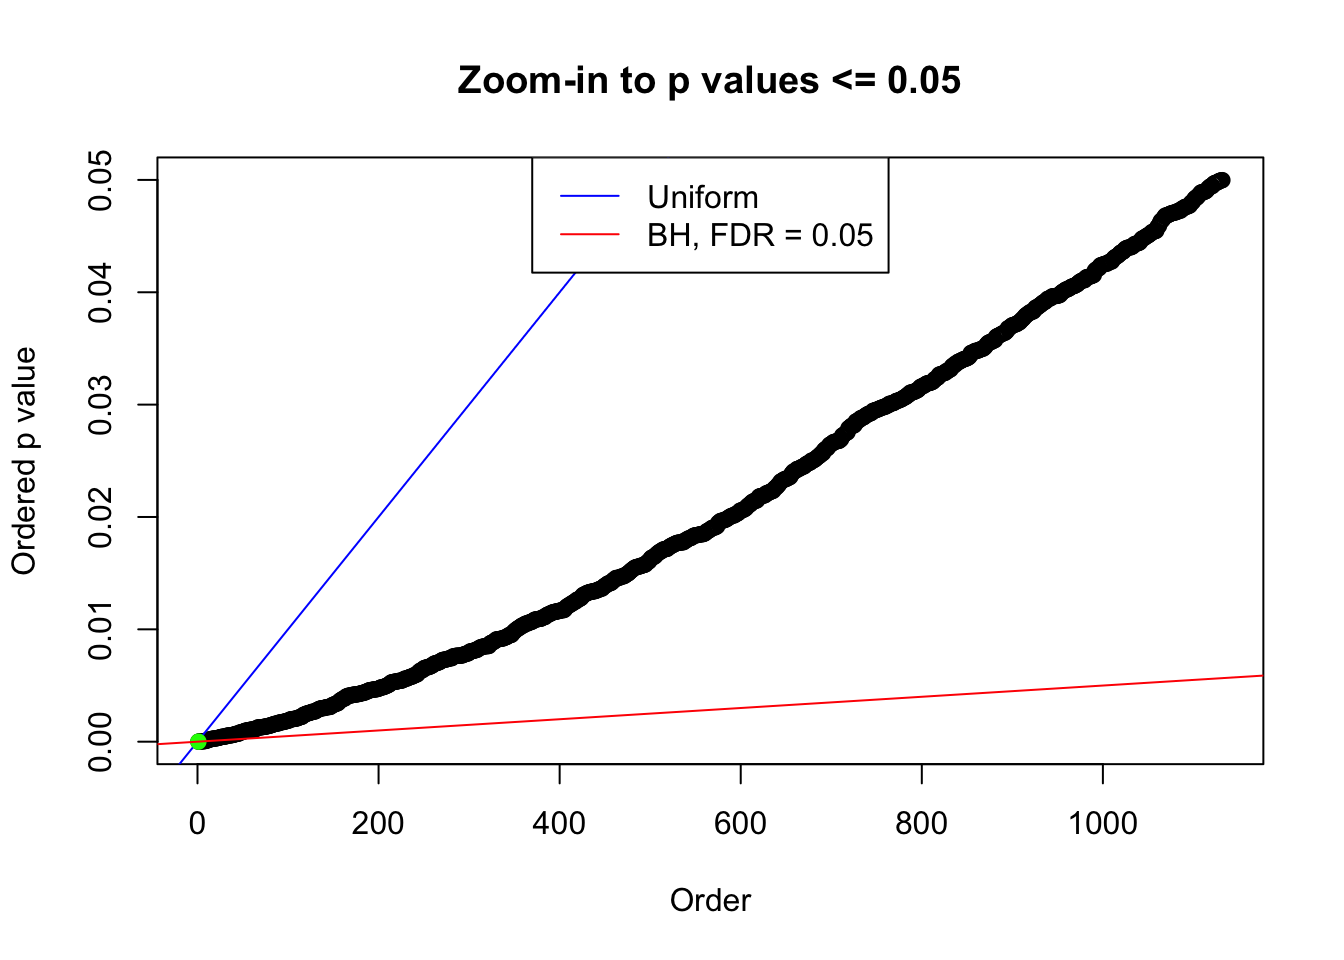 Zoom-in to p values <= 0.05
Uniform
BH, FDR = 0.05
Ordered p value
0.05
0.04
0.03
0.02
0.01
0.00
0 200 400 600 800 1000
Order